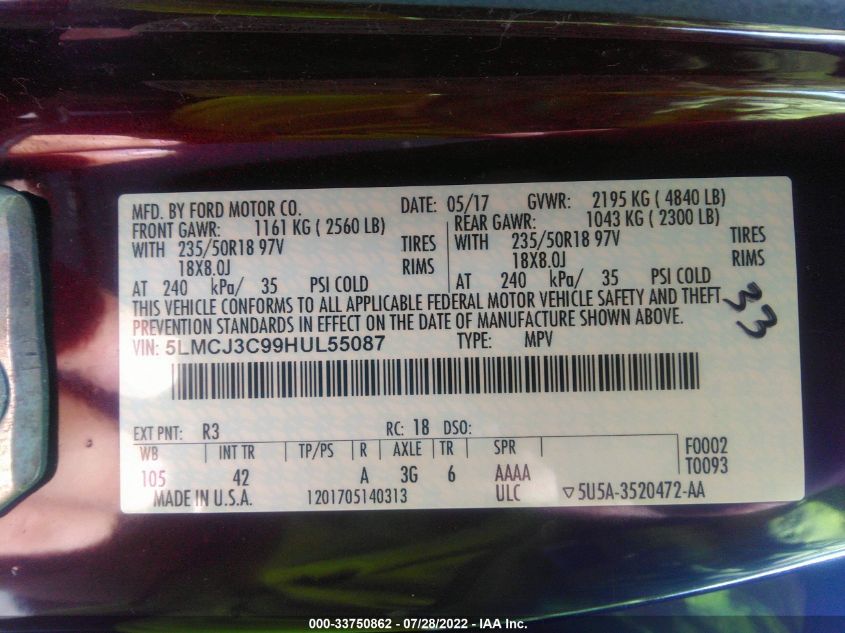 MFD. BY FORD MOTOR CO. DATE: 05/17 GVWR: 2195 KG ( 4840 LB)
FRONT GAWR: 1161 KG ( 2560 LB) REAR GAWR: 1043 KG ( 2300 LB)
WITH 235/50R18 97V TIRES WITH 235/50R18 97V TIRES
18X8.0J RIMS 18X8.0J RIMS
AT 240 kPa/ 35 PSI COLD AT 240 kPa/ 35 PSI COLD
THIS VEHICLE CONFORMS TO ALL APPLICABLE FEDERAL MOTOR VEHICLE SAFETY AND THEFT
PREVENTION STANDARDS IN EFFECT ON THE DATE OF MANUFACTURE SHOWN ABOVE.
33
VIN: 5LMCJ3C99HUL55087 TYPE: MPV
EXT PNT: R3 RC: 18 DSO:
WB INT TR TP/PS R AXLE TR SPR F0002
105 42 A 3G 6 AAAA T0093
MADE IN U.S.A. 1201705140313 ULC ▽5U5A-3520472-AA
000-33750862 - 07/28/2022 - IAA Inc.